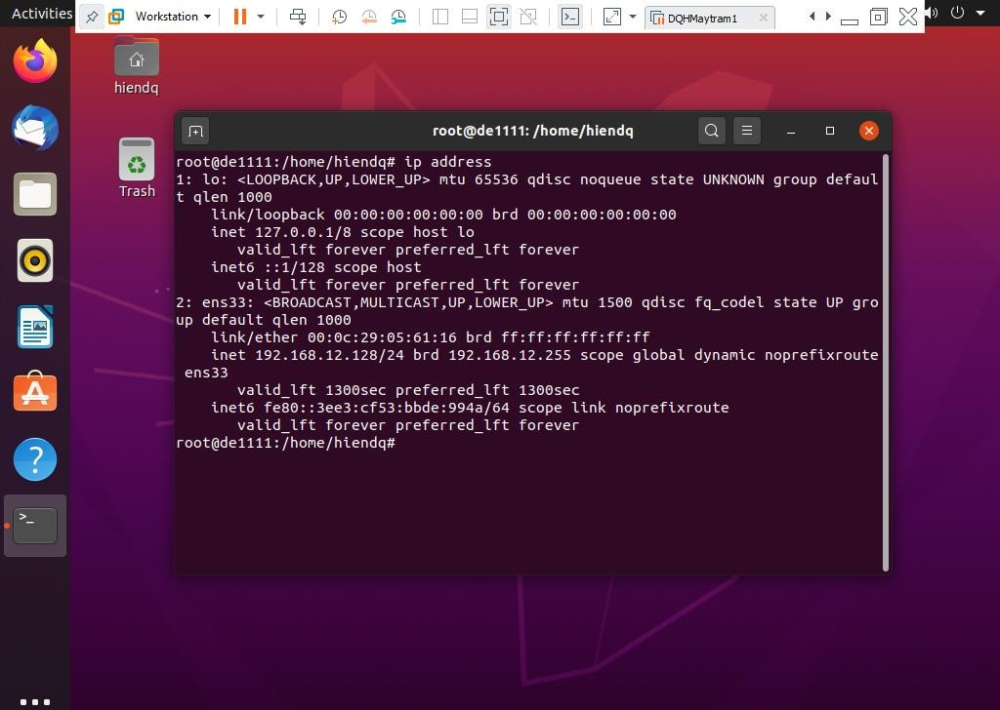 Activities
Workstation
DQHMaytram1
hiendq
Trash
root@de1111: /home/hiendq
root@de1111:/home/hiendq# ip address
1: lo: <LOOPBACK,UP,LOWER_UP> mtu 65536 qdisc noqueue state UNKNOWN group defaul
t qlen 1000
    link/loopback 00:00:00:00:00:00 brd 00:00:00:00:00:00
    inet 127.0.0.1/8 scope host lo
       valid_lft forever preferred_lft forever
    inet6 ::1/128 scope host
       valid_lft forever preferred_lft forever
2: ens33: <BROADCAST,MULTICAST,UP,LOWER_UP> mtu 1500 qdisc fq_codel state UP gro
up default qlen 1000
    link/ether 00:0c:29:05:61:16 brd ff:ff:ff:ff:ff:ff
    inet 192.168.12.128/24 brd 192.168.12.255 scope global dynamic noprefixroute
 ens33
       valid_lft 1300sec preferred_lft 1300sec
    inet6 fe80::3ee3:cf53:bbde:994a/64 scope link noprefixroute
       valid_lft forever preferred_lft forever
root@de1111:/home/hiendq#